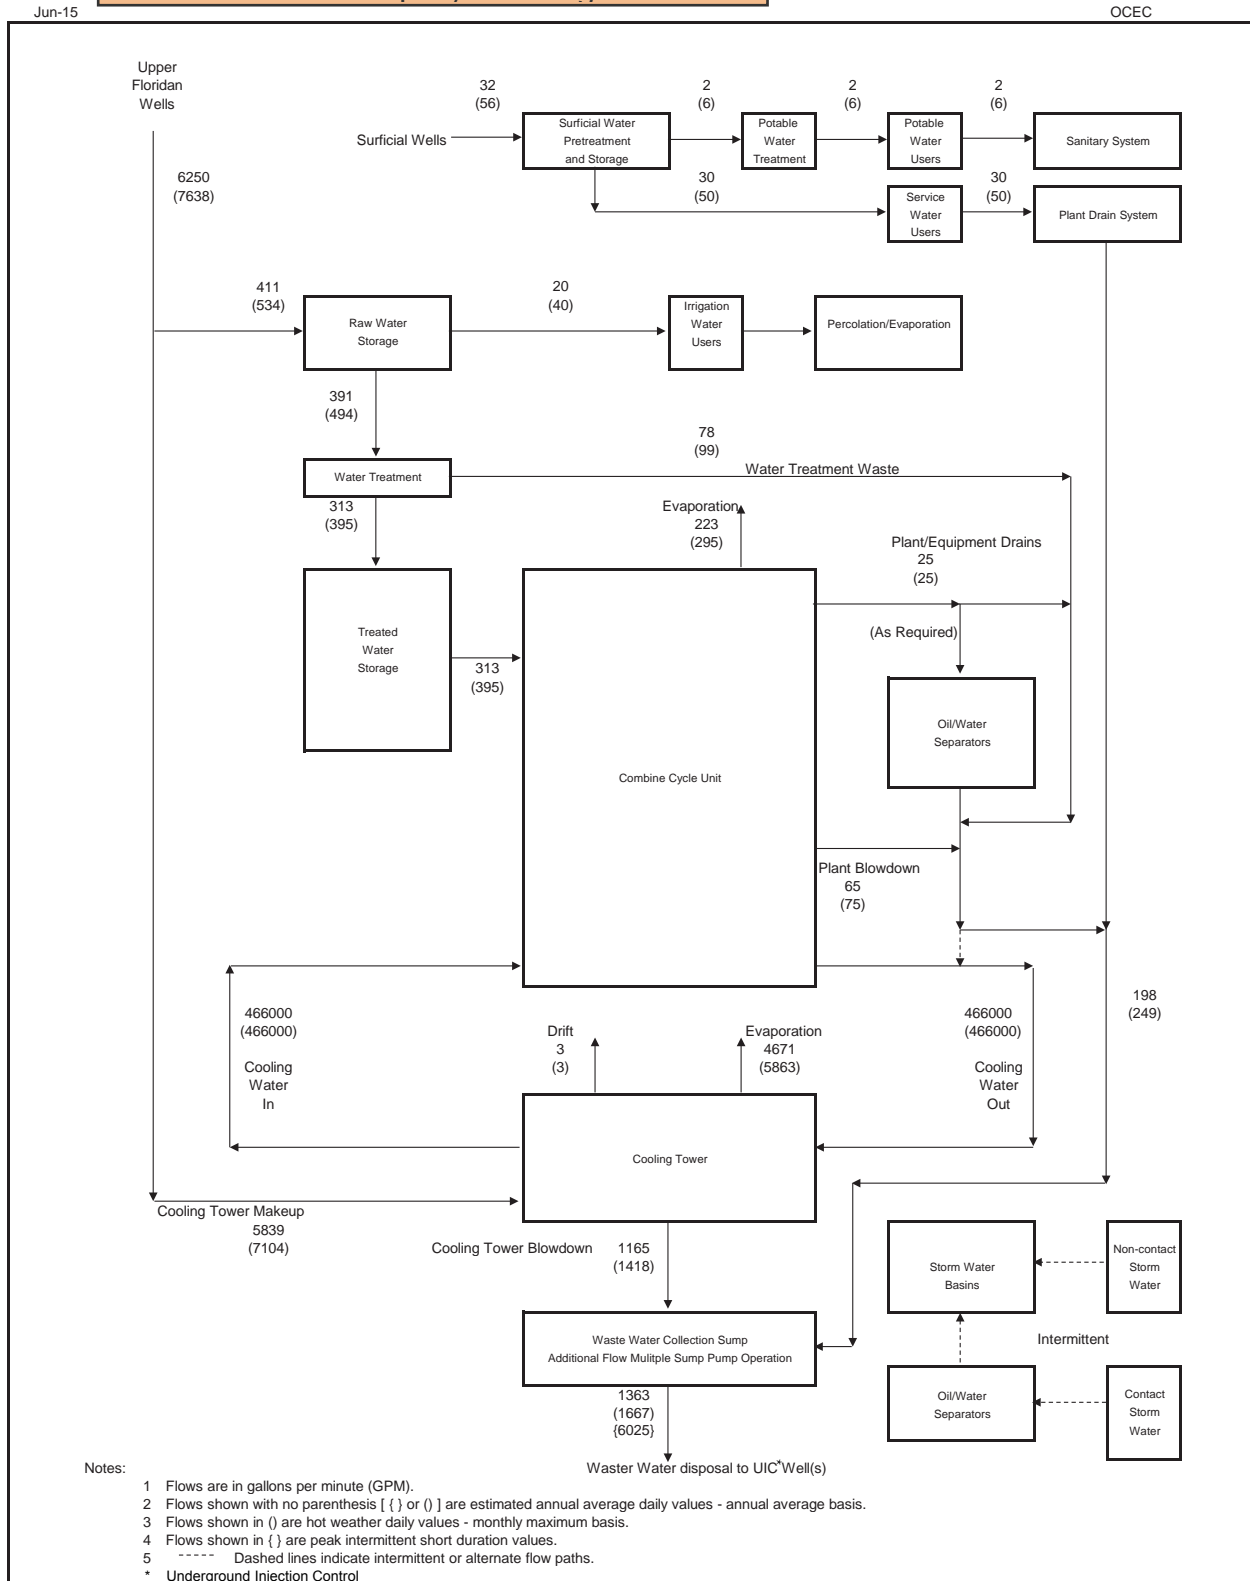 Jun-15
OCEC
Upper
Floridan
Wells
32
(56)
2
(6)
2
(6)
2
(6)
Surficial Wells
Surficial Water
Pretreatment
and Storage
Potable
Water
Treatment
Potable
Water
Users
Sanitary System
6250
(7638)
30
(50)
30
(50)
Service
Water
Users
Plant Drain System
411
(534)
20
(40)
Raw Water
Storage
Irrigation
Water
Users
Percolation/Evaporation
391
(494)
78
(99)
Water Treatment
Water Treatment Waste
313
(395)
Evaporation
223
(295)
Plant/Equipment Drains
25
(25)
(As Required)
Treated
Water
Storage
313
(395)
Oil/Water
Separators
Combine Cycle Unit
Plant Blowdown
65
(75)
466000
(466000)
Cooling
Water
In
Drift
3
(3)
Evaporation
4671
(5863)
466000
(466000)
Cooling
Water
Out
198
(249)
Cooling Tower
Cooling Tower Makeup
5839
(7104)
Cooling Tower Blowdown
1165
(1418)
Storm Water
Basins
Non-contact
Storm
Water
Waste Water Collection Sump
Additional Flow Mulitple Sump Pump Operation
Intermittent
1363
(1667)
{6025}
Oil/Water
Separators
Contact
Storm
Water
Waster Water disposal to UIC*Well(s)
Notes:
1 Flows are in gallons per minute (GPM).
2 Flows shown with no parenthesis [ { } or () ] are estimated annual average daily values - annual average basis.
3 Flows shown in () are hot weather daily values - monthly maximum basis.
4 Flows shown in { } are peak intermittent short duration values.
5 ----- Dashed lines indicate intermittent or alternate flow paths.
* Underground Injection Control